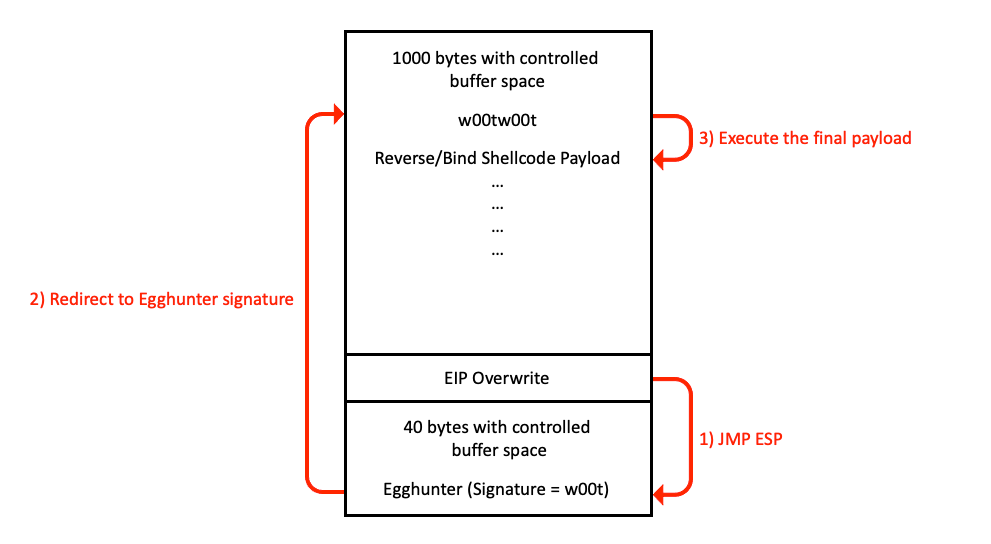 1000 bytes with controlled
buffer space
w00tw00t
Reverse/Bind Shellcode Payload
...
...
...
...
3) Execute the final payload
2) Redirect to Egghunter signature
EIP Overwrite
40 bytes with controlled
buffer space
1) JMP ESP
Egghunter (Signature = w00t)